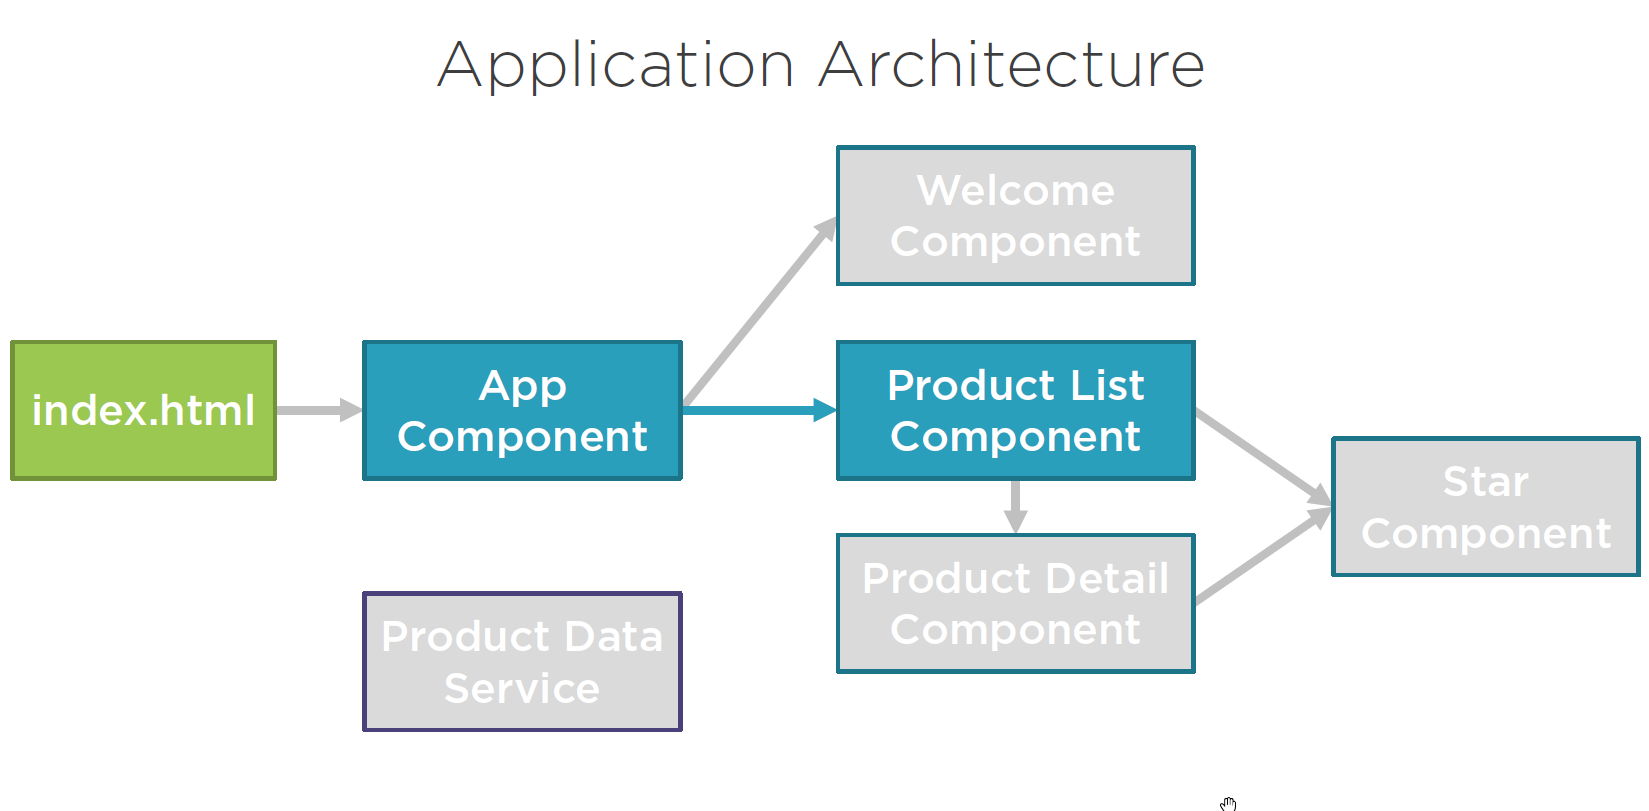 Application Architecture
Welcome
Component
index.html
App
Component
Product List
Component
Star
Component
Product Detail
Component
Product Data
Service